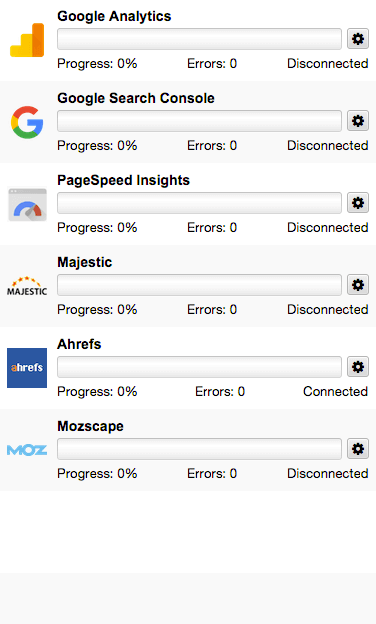 Google Analytics
Progress: 0% Errors: 0 Disconnected
Google Search Console
Progress: 0% Errors: 0 Disconnected
PageSpeed Insights
Progress: 0% Errors: 0 Disconnected
Majestic
MAJESTIC
Progress: 0% Errors: 0 Disconnected
Ahrefs
ahrefs
Progress: 0% Errors: 0 Connected
Mozscape
MOZ
Progress: 0% Errors: 0 Disconnected